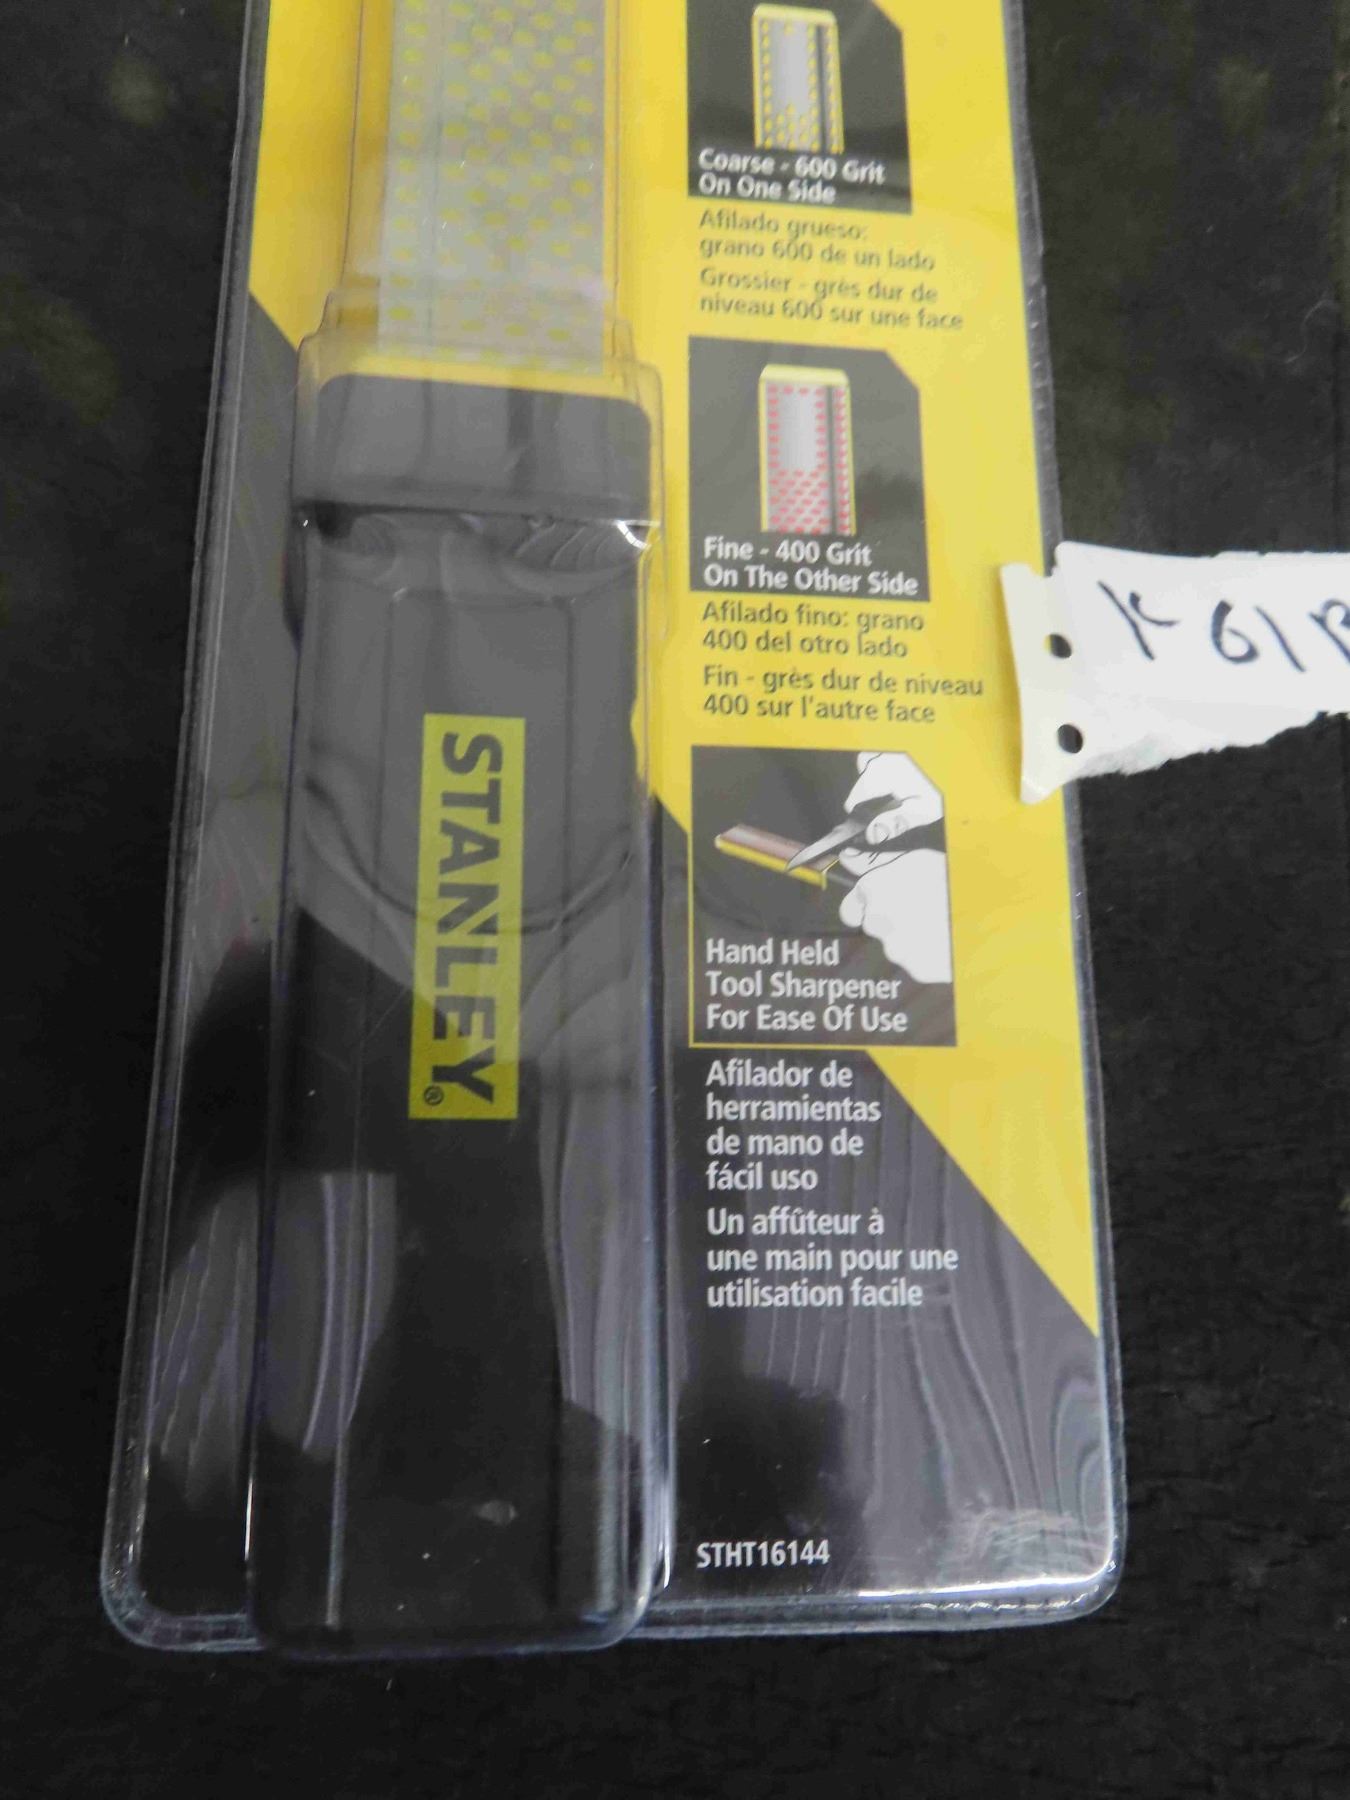 Coarse - 600 Grit
On One Side
Afilado grueso:
grano 600 de un lado
Grossier - grès dur de
niveau 600 sur une face
Fine - 400 Grit
On The Other Side
Afilado fino: grano
400 del otro lado
Fin - grès dur de niveau
400 sur l'autre face
K-61B
STANLEY®
Hand Held
Tool Sharpener
For Ease Of Use
Afilador de
herramientas
de mano de
fácil uso
Un affûteur à
une main pour une
utilisation facile
STHT16144